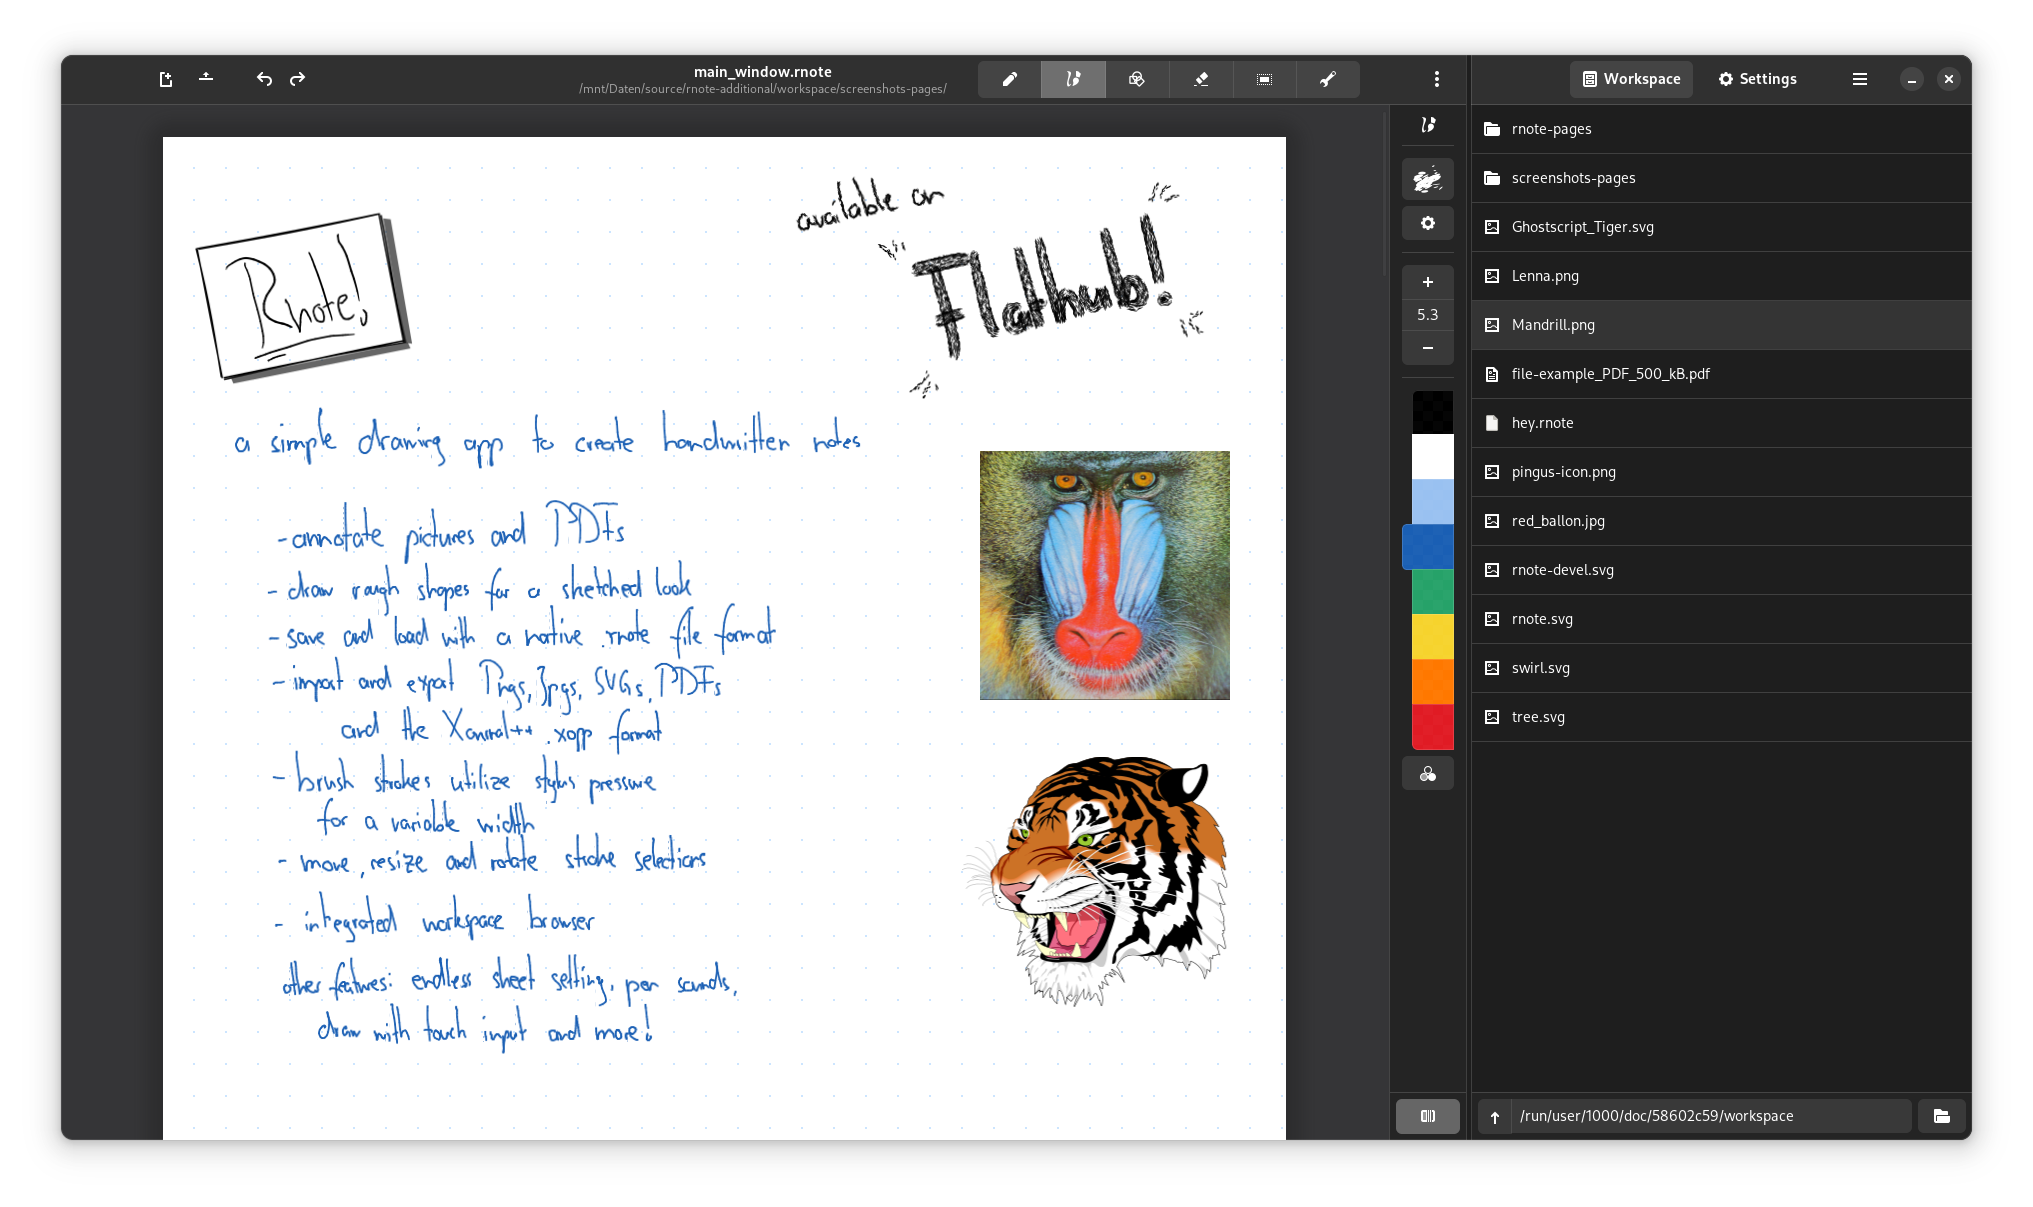 main_window.rnote
/mnt/Daten/source/rnote-additional/workspace/screenshots-pages/
Workspace
Settings
available on
Flathub!
Rnote!
a simple drawing app to create handwritten notes
- annotate pictures and PDFs
- draw rough shapes for a sketched look
- save and load with a native .rnote file format
- import and export Pngs, Jpgs, SVGs, PDFs
and the Xournal++ .xopp format
- brush strokes utilize stylus pressure
for a variable width
- move, resize and rotate stroke selections
- integrated workspace browser
other features: endless sheet setting, pen sounds,
draw with touch input and more!
5.3
rnote-pages
screenshots-pages
Ghostscript_Tiger.svg
Lenna.png
Mandrill.png
file-example_PDF_500_kB.pdf
hey.rnote
pingus-icon.png
red_ballon.jpg
rnote-devel.svg
rnote.svg
swirl.svg
tree.svg
/run/user/1000/doc/58602c59/workspace